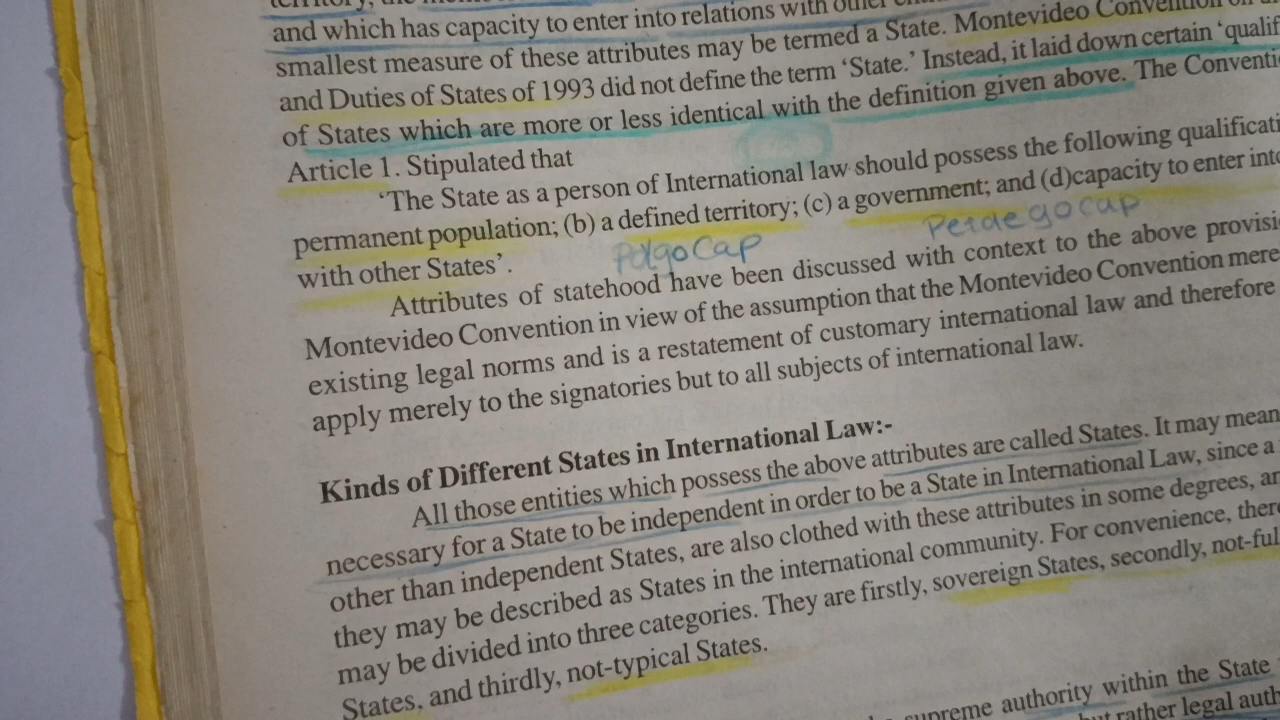 and which has capacity to enter into relations with other
smallest measure of these attributes may be termed a State. Montevideo Convention on
and Duties of States of 1993 did not define the term ‘State.’ Instead, it laid down certain ‘qualif
of States which are more or less identical with the definition given above. The Conventi
Article 1. Stipulated that
‘The State as a person of International law should possess the following qualificati
permanent population; (b) a defined territory; (c) a government; and (d)capacity to enter into
with other States’.
PdgoCap
Perdegocap
Attributes of statehood have been discussed with context to the above provisi
Montevideo Convention in view of the assumption that the Montevideo Convention mere
existing legal norms and is a restatement of customary international law and therefore
apply merely to the signatories but to all subjects of international law.
Kinds of Different States in International Law:-
All those entities which possess the above attributes are called States. It may mean
necessary for a State to be independent in order to be a State in International Law, since a
other than independent States, are also clothed with these attributes in some degrees, an
they may be described as States in the international community. For convenience, ther
may be divided into three categories. They are firstly, sovereign States, secondly, not-ful
States, and thirdly, not-typical States.
supreme authority within the State
but rather legal auth